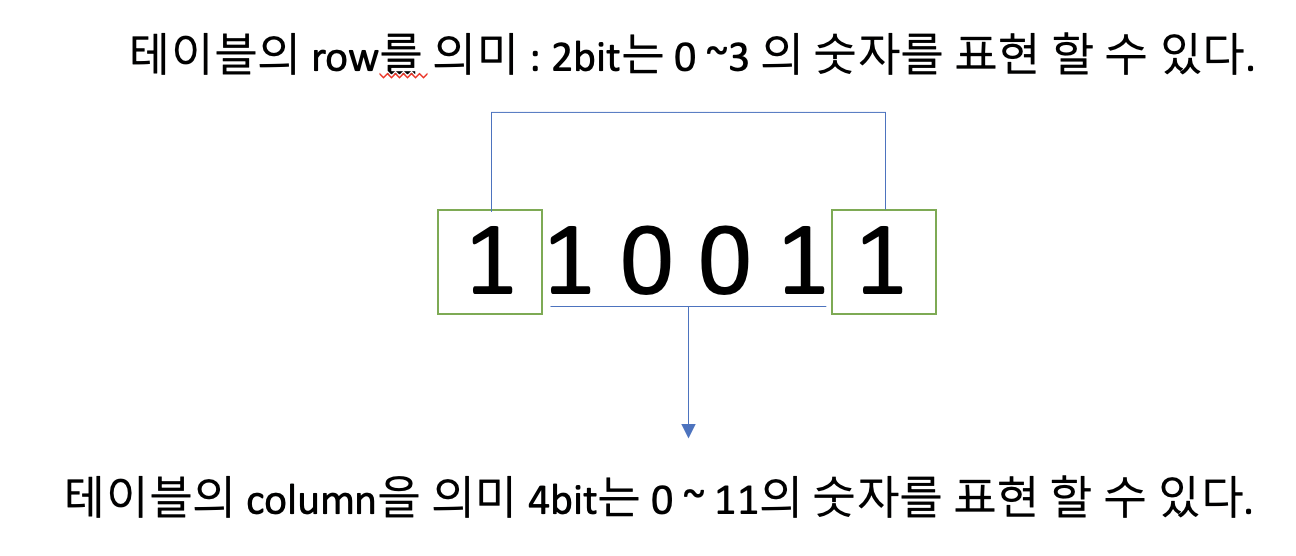 테이블의 row를 의미 : 2bit는 0 ~3 의 숫자를 표현 할 수 있다.
1 1 0 0 1 1
테이블의 column을 의미 4bit는 0 ~ 11의 숫자를 표현 할 수 있다.